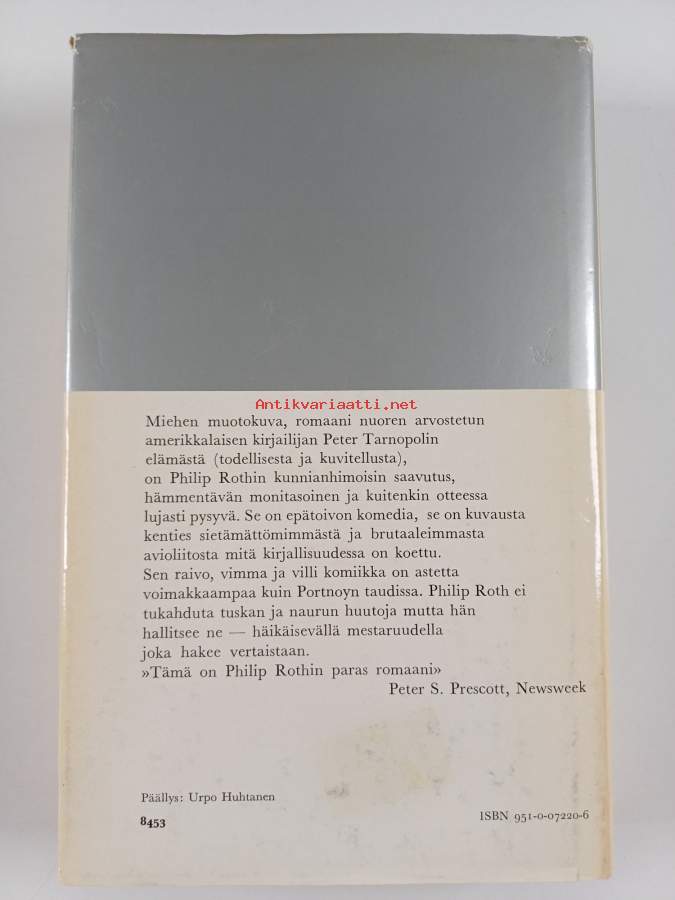 Antikvariaatti.net
Miehen muotokuva, romaani nuoren arvostetun
amerikkalaisen kirjailijan Peter Tarnopolin
elämästä (todellisesta ja kuvitellusta),
on Philip Rothin kunnianhimoisin saavutus,
hämmentävän monitasoinen ja kuitenkin otteessa
lujasti pysyvä. Se on epätoivon komedia, se on kuvausta
kenties sietämättömimmästä ja brutaaleimmasta
avioliitosta mitä kirjallisuudessa on koettu.
Sen raivo, vimma ja villi komiikka on astetta
voimakkaampaa kuin Portnoyn taudissa. Philip Roth ei
tukahduta tuskan ja naurun huutoja mutta hän
hallitsee ne — häikäisevällä mestaruudella
joka hakee vertaistaan.
»Tämä on Philip Rothin paras romaani»
Peter S. Prescott, Newsweek
Päällys: Urpo Huhtanen
8453
ISBN 951-0-07220-6